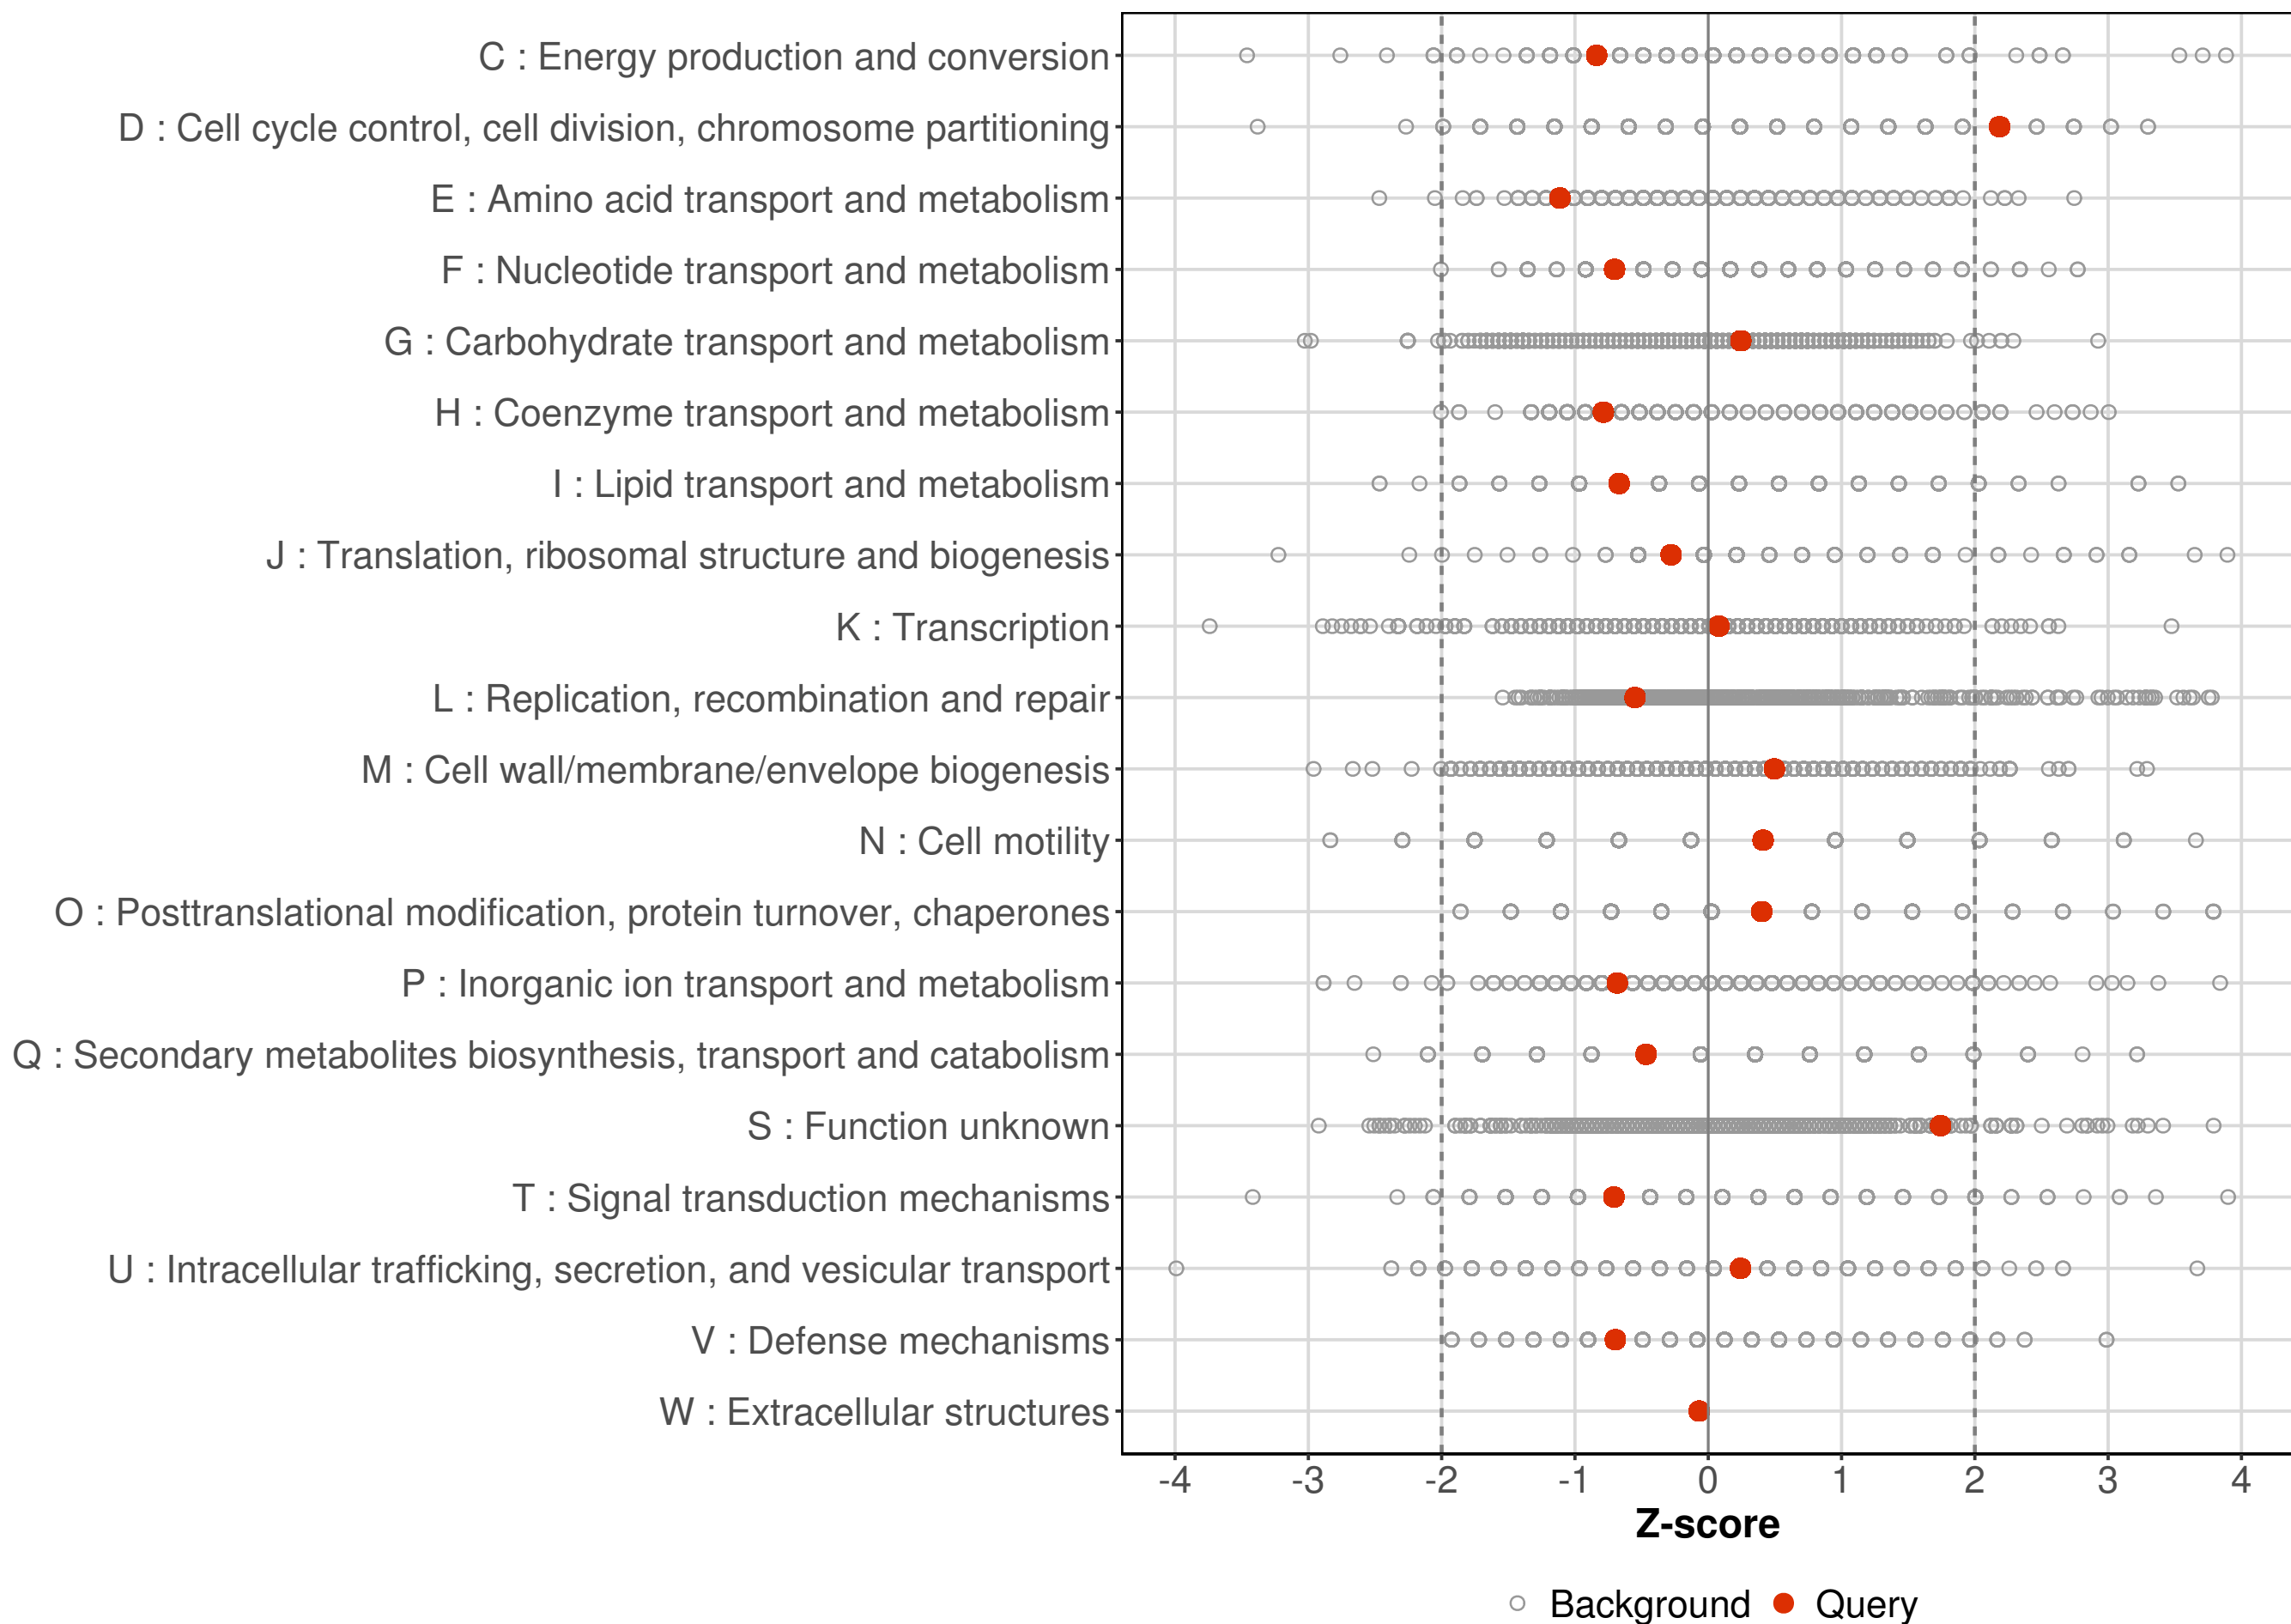 C : Energy production and conversion
D : Cell cycle control, cell division, chromosome partitioning
E : Amino acid transport and metabolism
F : Nucleotide transport and metabolism
G : Carbohydrate transport and metabolism
H : Coenzyme transport and metabolism
I : Lipid transport and metabolism
J : Translation, ribosomal structure and biogenesis
K : Transcription
L : Replication, recombination and repair
M : Cell wall/membrane/envelope biogenesis
N : Cell motility
O : Posttranslational modification, protein turnover, chaperones
P : Inorganic ion transport and metabolism
Q : Secondary metabolites biosynthesis, transport and catabolism
S : Function unknown
T : Signal transduction mechanisms
U : Intracellular trafficking, secretion, and vesicular transport
V : Defense mechanisms
W : Extracellular structures
-4 -3 -2 -1 0 1 2 3 4
Z-score
Background Query